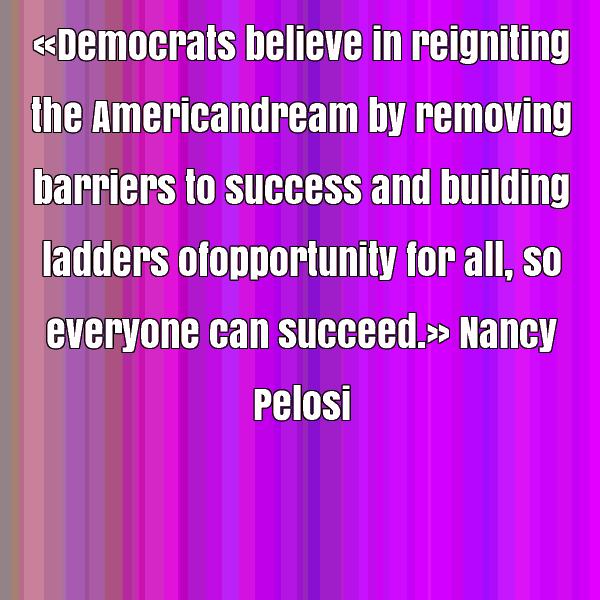 «Democrats believe in reigniting
the Americandream by removing
barriers to success and building
ladders ofopportunity for all, so
everyone can succeed.» Nancy
Pelosi